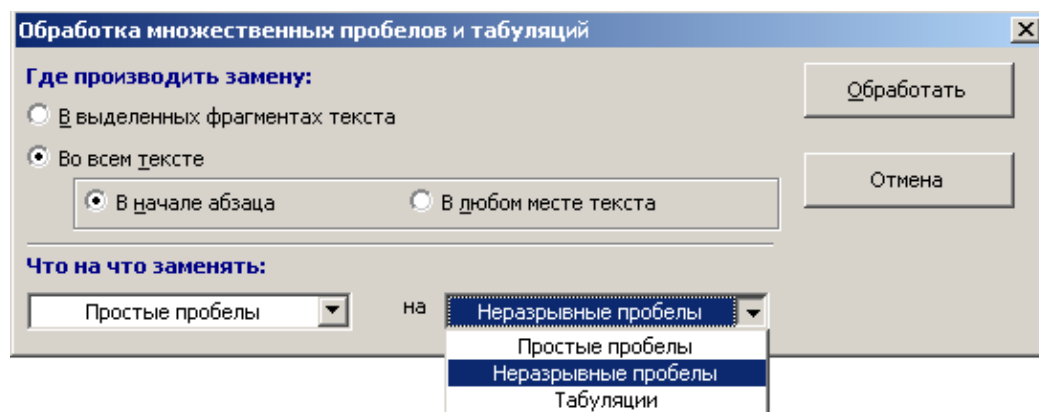 Обработка множественных пробелов и табуляций
Где производить замену:
В выделенных фрагментах текста
Во всем тексте
В начале абзаца
В любом месте текста
Обработать
Отмена
Что на что заменять:
Простые пробелы на Неразрывные пробелы
Простые пробелы
Неразрывные пробелы
Табуляции